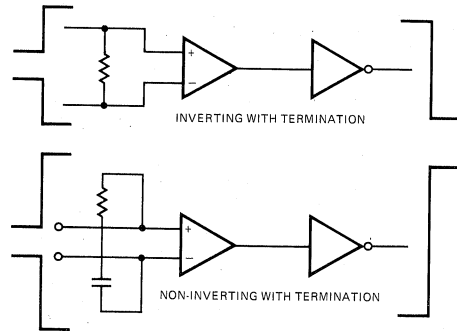 +
−
INVERTING WITH TERMINATION
+
−
NON-INVERTING WITH TERMINATION